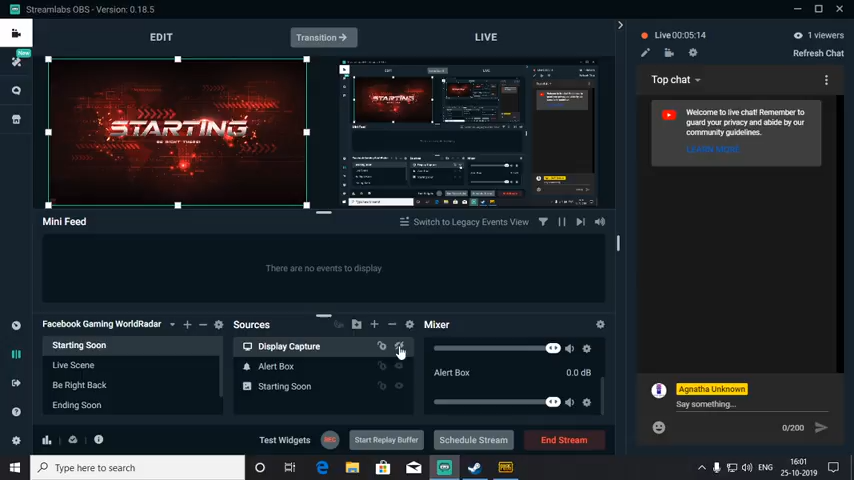 Streamlabs OBS - Version: 0.18.5
EDIT
Transition
LIVE
Live 00:05:14
1 viewers
Refresh Chat
New
STARTING
BE RIGHT THERE!
Top chat
Welcome to live chat! Remember to
guard your privacy and abide by our
community guidelines.
LEARN MORE
Mini Feed
Switch to Legacy Events View
There are no events to display
Facebook Gaming WorldRadar
Sources
Mixer
Starting Soon
Live Scene
Be Right Back
Ending Soon
Display Capture
Alert Box
Starting Soon
Alert Box
0.0 dB
Agnatha Unknown
Say something...
0/200
Test Widgets
REC
Start Replay Buffer
Schedule Stream
End Stream
Type here to search
ENG
16:01
25-10-2019